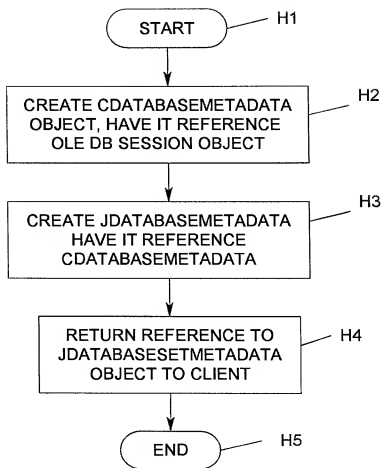 START
H1
CREATE CDATABASEMETADATA
OBJECT, HAVE IT REFERENCE
OLE DB SESSION OBJECT
H2
CREATE JDATABASEMETADATA
HAVE IT REFERENCE
CDATABASEMETADATA
H3
RETURN REFERENCE TO
JDATABASESETMETADATA
OBJECT TO CLIENT
H4
END
H5